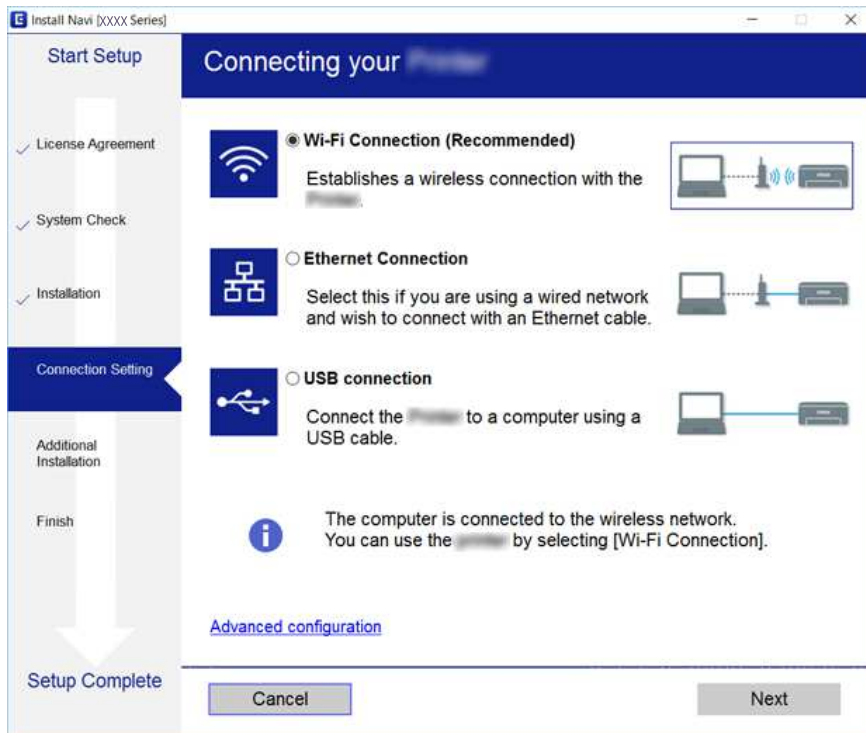 Install Navi [XXXX Series]
Start Setup
License Agreement
System Check
Installation
Connection Setting
Additional
Installation
Finish
Setup Complete
Connecting your
Wi-Fi Connection (Recommended)
Establishes a wireless connection with the
Ethernet Connection
Select this if you are using a wired network
and wish to connect with an Ethernet cable.
USB connection
Connect the to a computer using a
USB cable.
The computer is connected to the wireless network.
You can use the by selecting [Wi-Fi Connection].
Advanced configuration
Cancel
Next